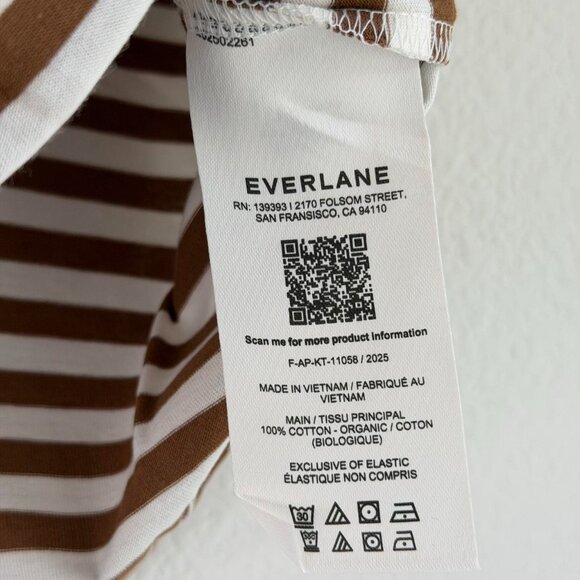 EVERLANE
RN: 139393 | 2170 FOLSOM STREET,
SAN FRANSISCO, CA 94110
Scan me for more product information
F-AP-KT-11058 / 2025
MADE IN VIETNAM / FABRIQUÉ AU
VIETNAM
MAIN / TISSU PRINCIPAL
100% COTTON - ORGANIC / COTON
(BIOLOGIQUE)
EXCLUSIVE OF ELASTIC
ÉLASTIQUE NON COMPRIS
30